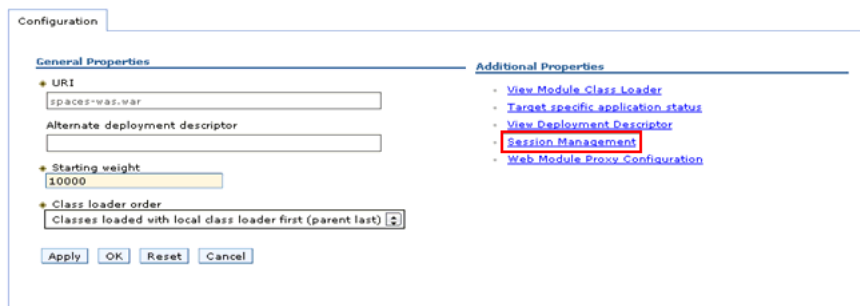 Configuration
General Properties
URI
spaces-was.war
Alternate deployment descriptor
Starting weight
10000
Class loader order
Classes loaded with local class loader first (parent last)
Apply OK Reset Cancel
Additional Properties
View Module Class Loader
Target specific application status
View Deployment Descriptor
Session Management
Web Module Proxy Configuration